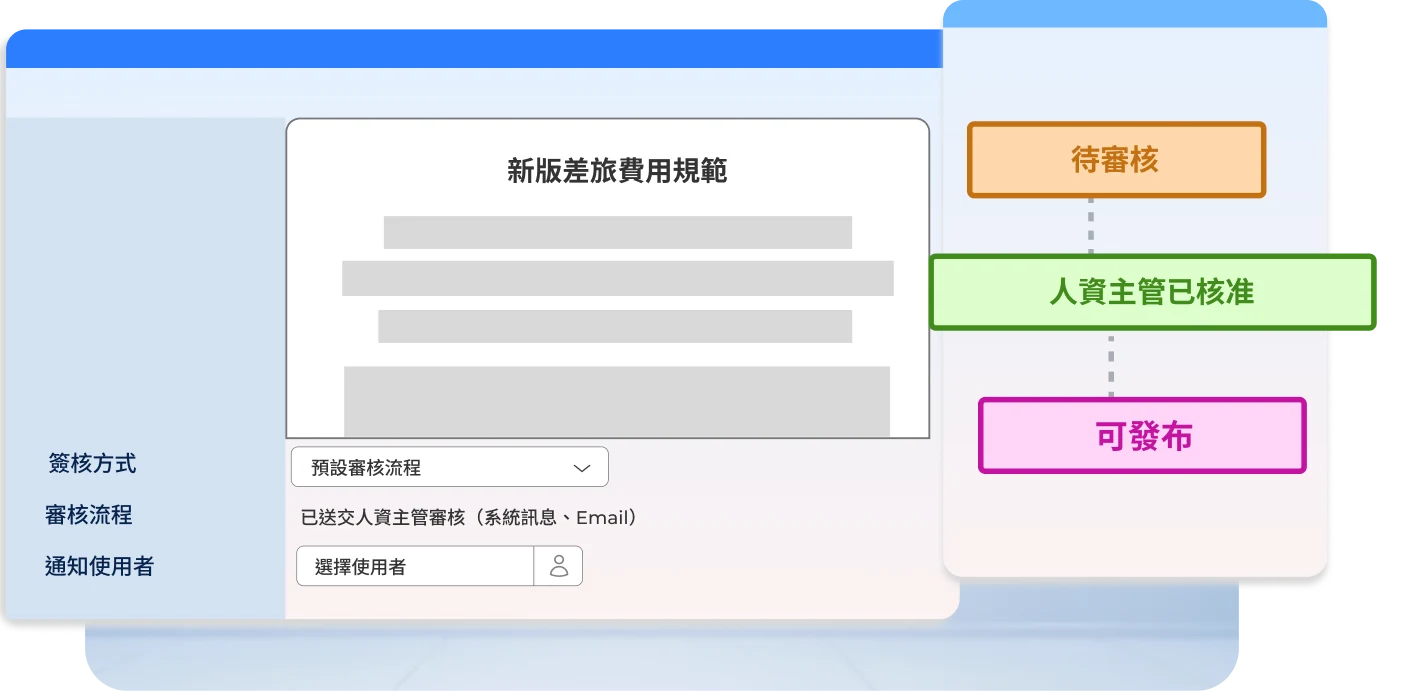 新版差旅費用規範
簽核方式
預設審核流程
審核流程
已送交人資主管審核（系統訊息、Email）
通知使用者
選擇使用者
待審核
人資主管已核准
可發布